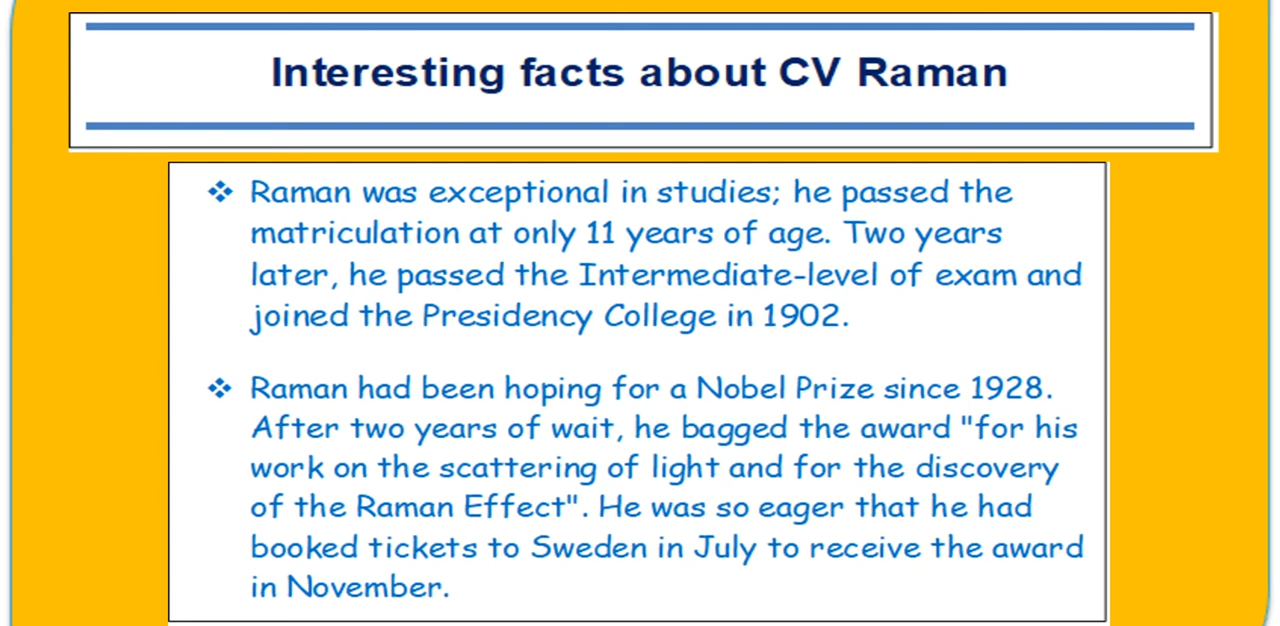 Interesting facts about CV Raman
❖ Raman was exceptional in studies; he passed the
matriculation at only 11 years of age. Two years
later, he passed the Intermediate-level of exam and
joined the Presidency College in 1902.
❖ Raman had been hoping for a Nobel Prize since 1928.
After two years of wait, he bagged the award "for his
work on the scattering of light and for the discovery
of the Raman Effect". He was so eager that he had
booked tickets to Sweden in July to receive the award
in November.